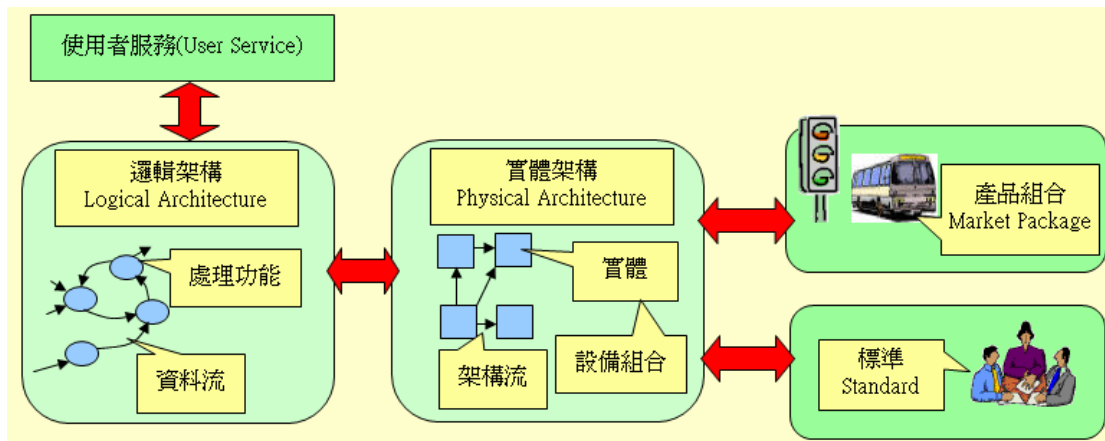 使用者服務(User Service)
邏輯架構
Logical Architecture
處理功能
資料流
實體架構
Physical Architecture
實體
設備組合
架構流
產品組合
Market Package
標準
Standard